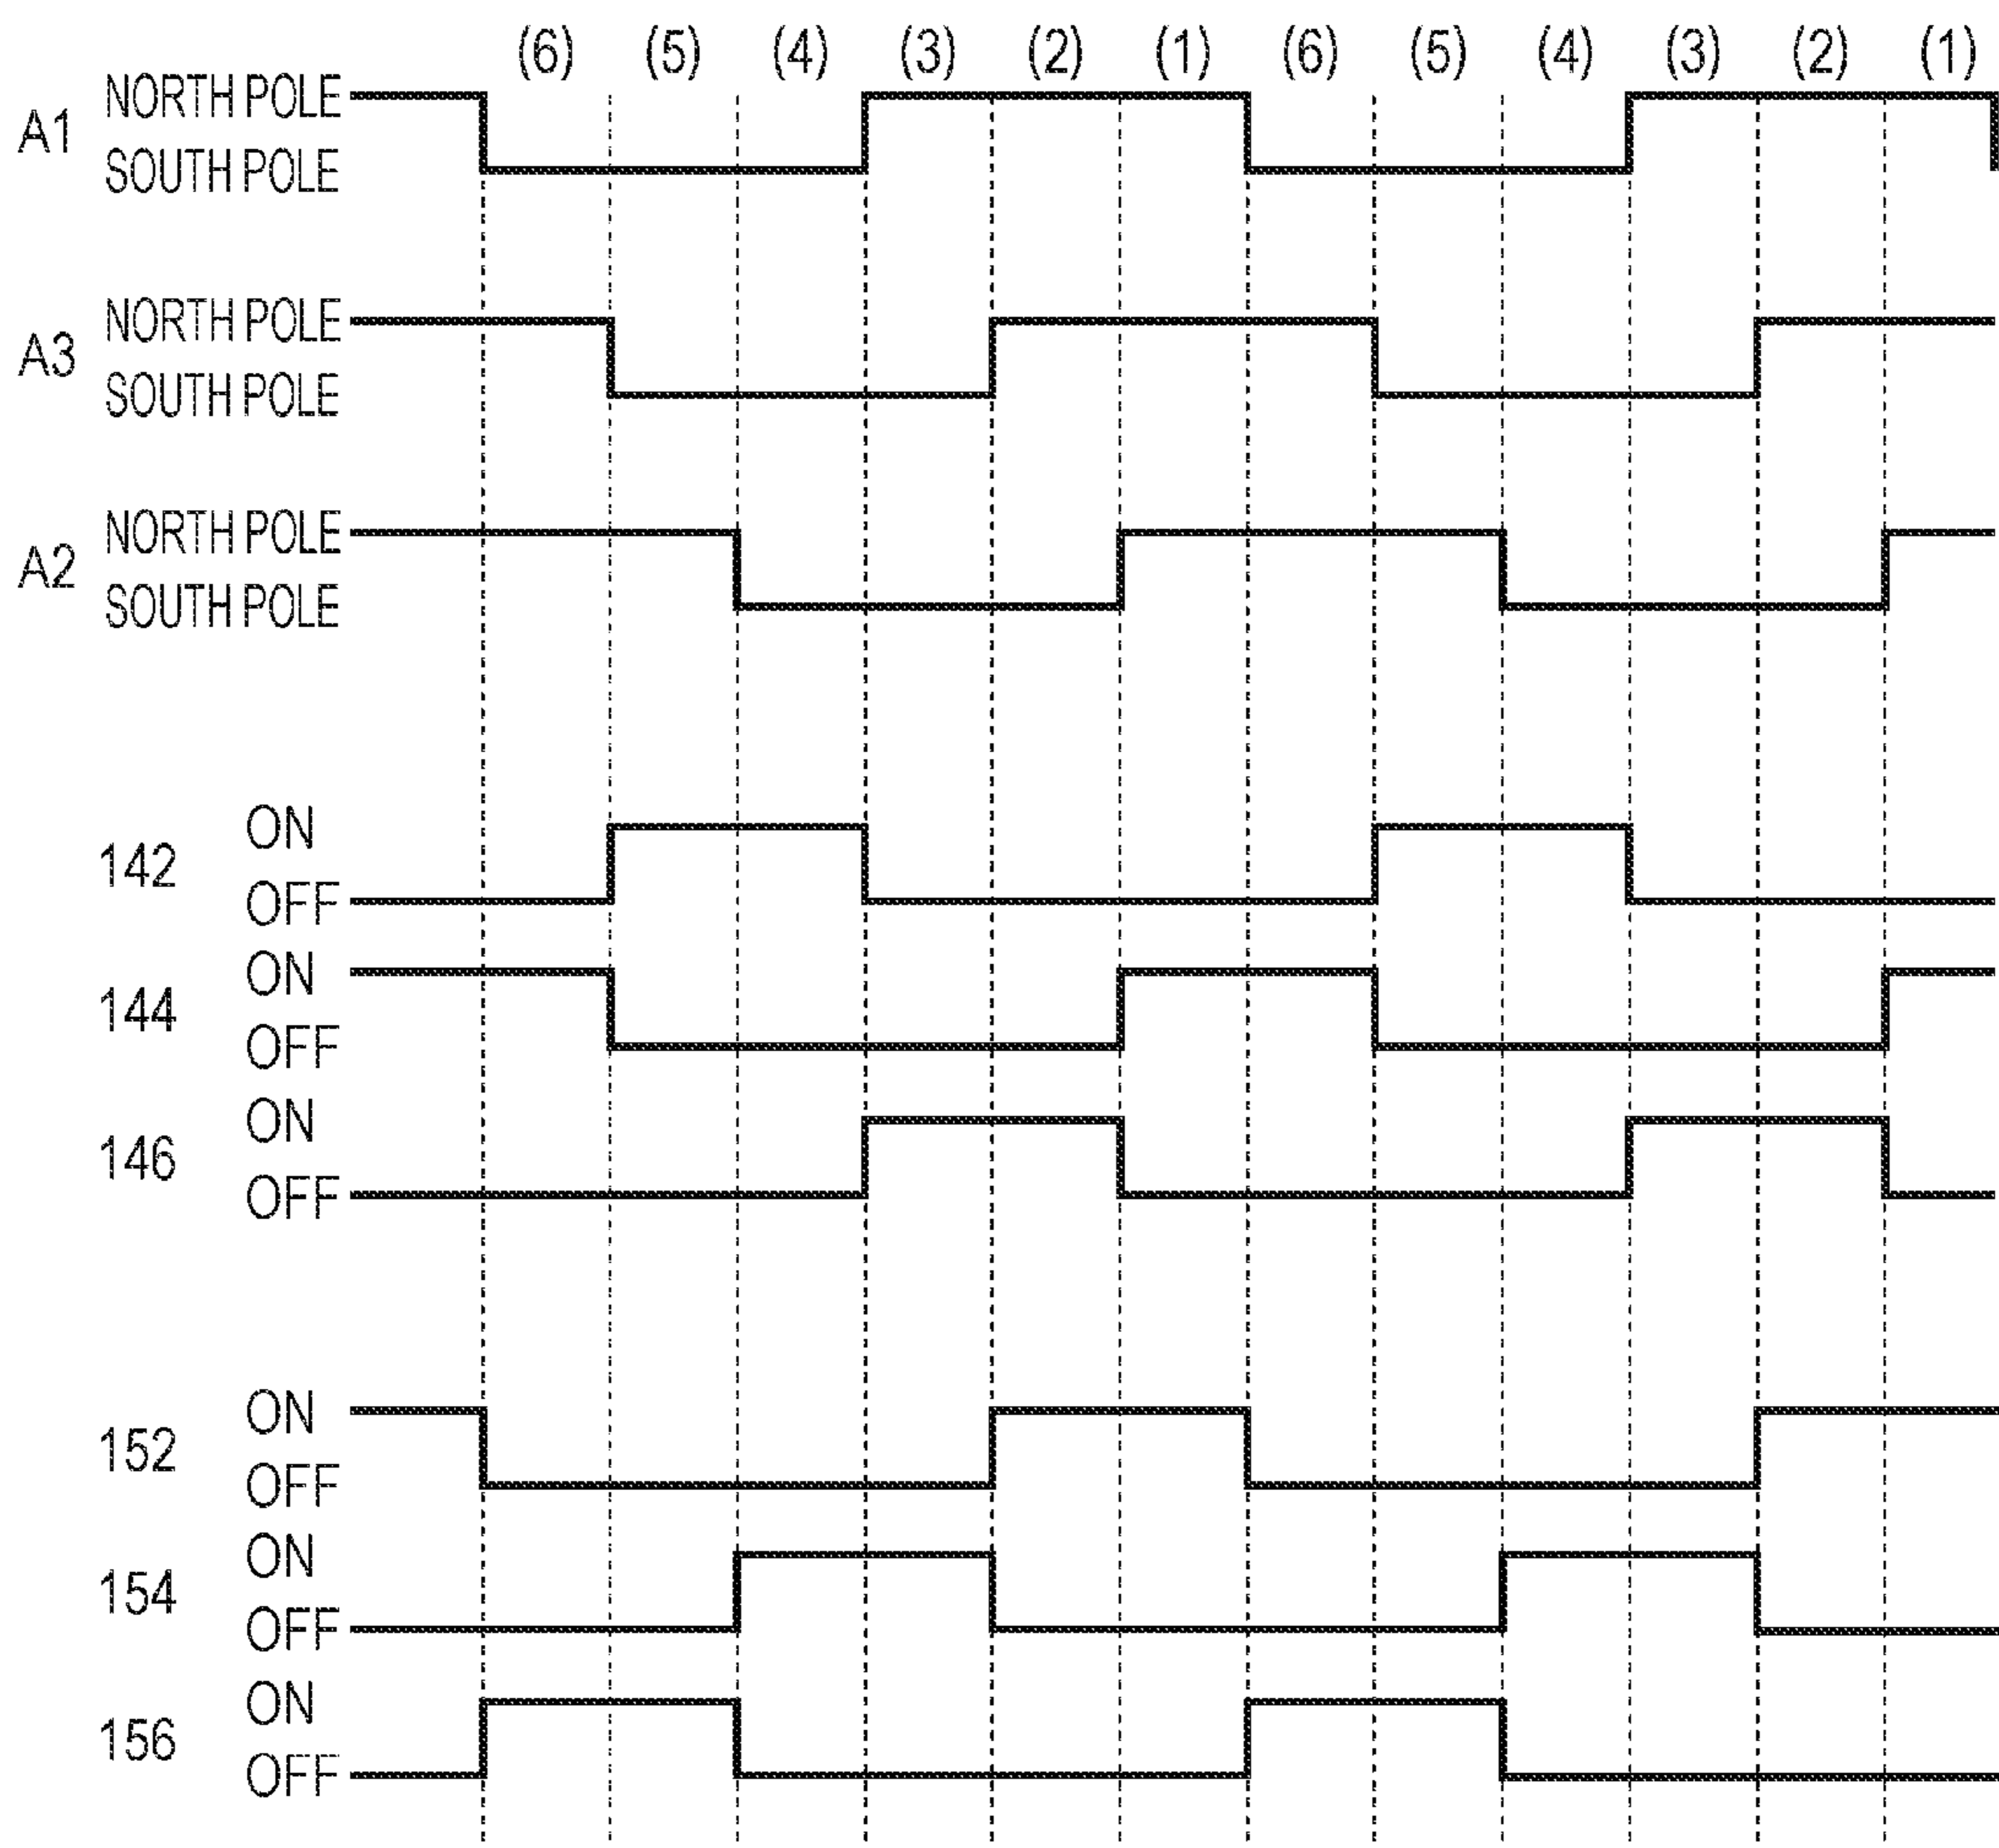 (6) (5) (4) (3) (2) (1) (6) (5) (4) (3) (2) (1)
A1 NORTH POLE
SOUTH POLE
A3 NORTH POLE
SOUTH POLE
A2 NORTH POLE
SOUTH POLE
142 ON
OFF
144 ON
OFF
146 ON
OFF
152 ON
OFF
154 ON
OFF
156 ON
OFF